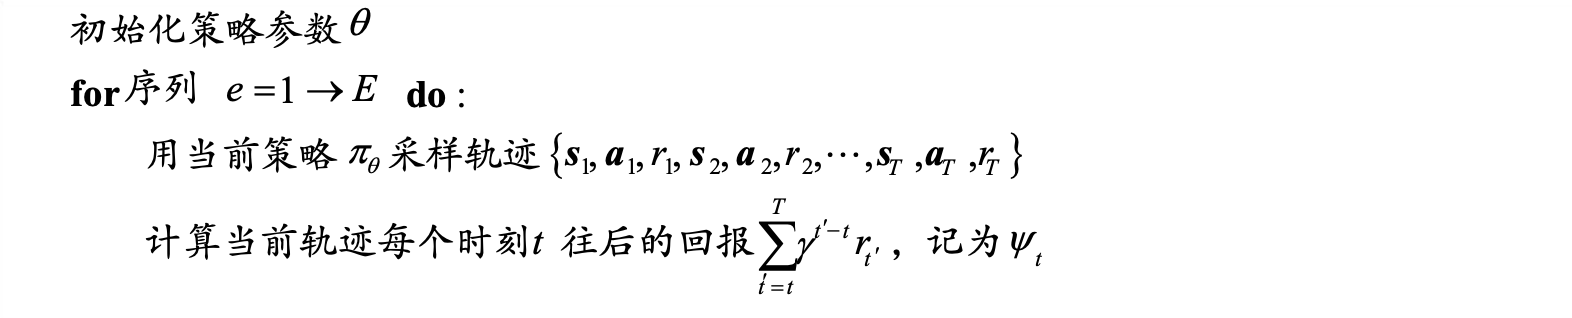 初始化策略参数 θ
for 序列 e = 1 → E do :
用当前策略 π_θ 采样轨迹 {s_1, a_1, r_1, s_2, a_2, r_2, ⋯, s_T, a_T, r_T}
计算当前轨迹每个时刻 t 往后的回报 ∑_{t'=t}^{T} γ^{t'-t} r_{t'}，记为 ψ_t